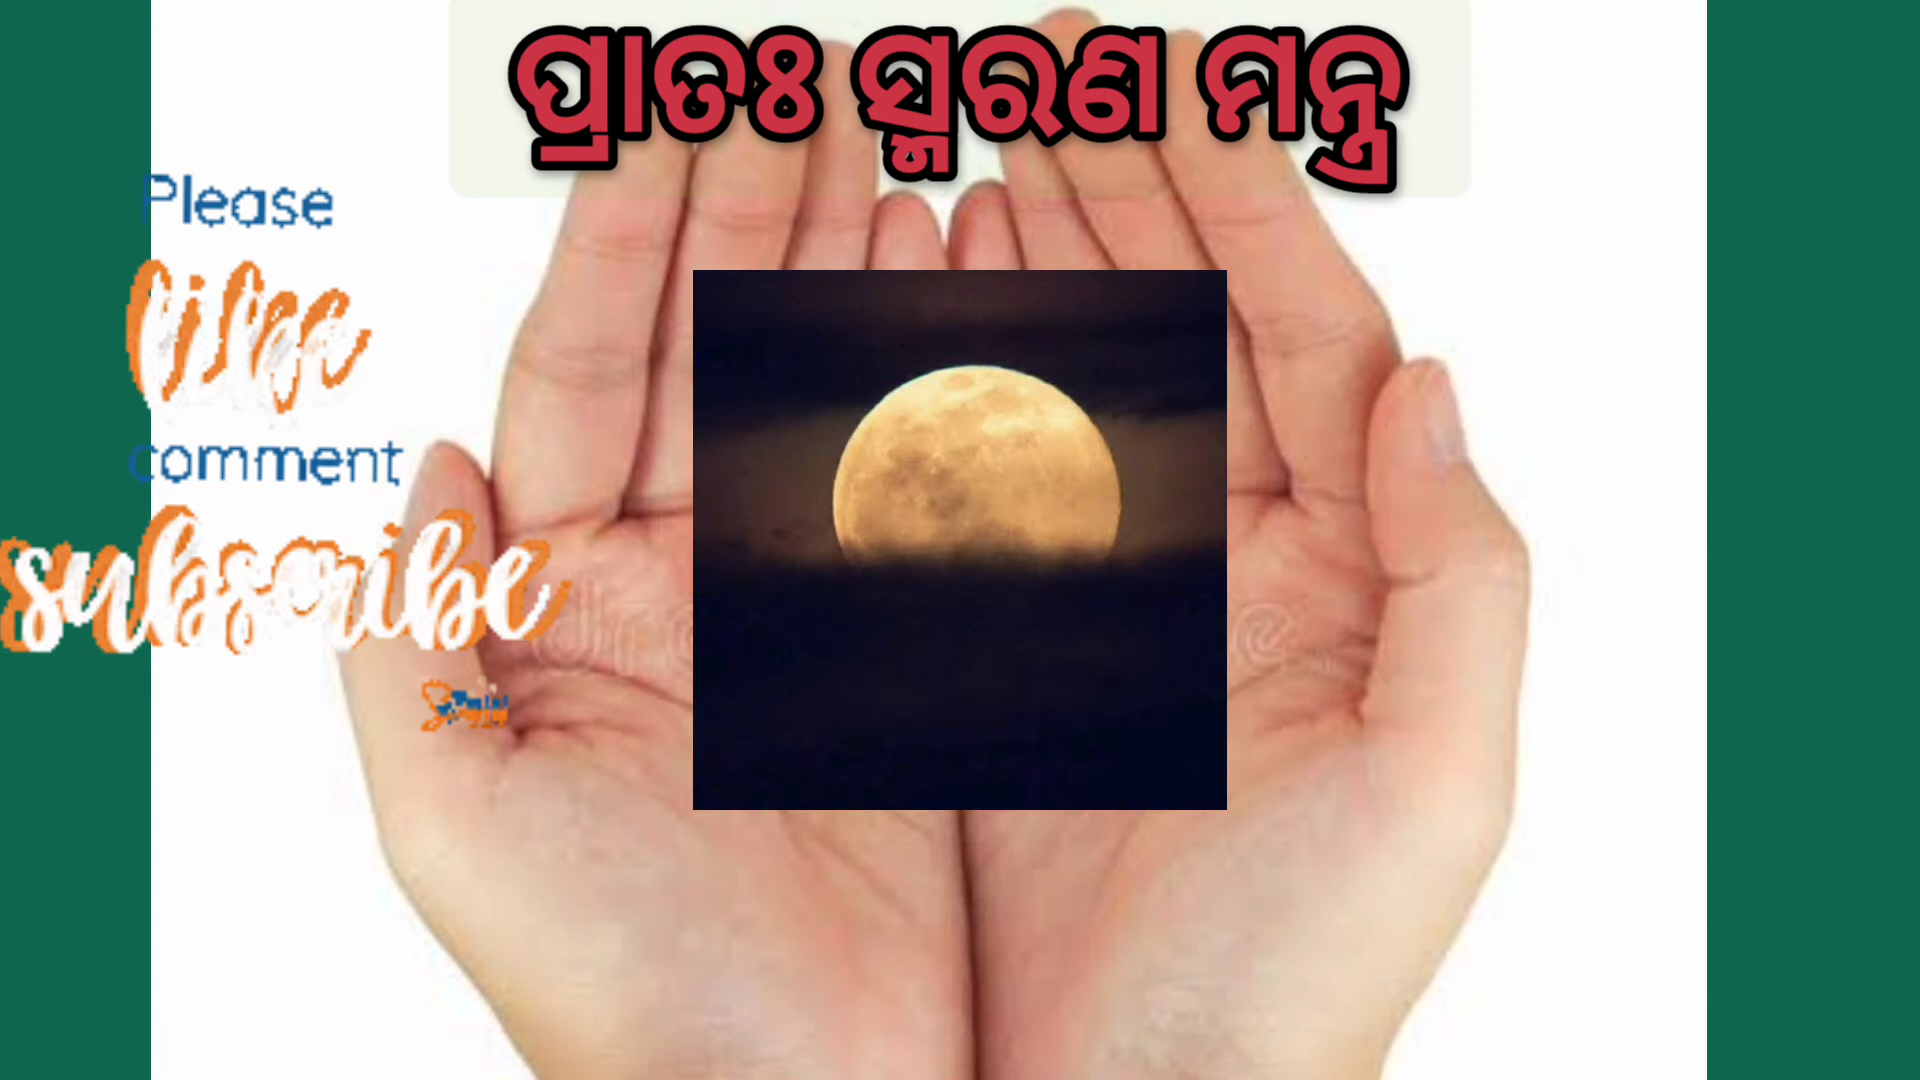 ପ୍ରାତଃ ସ୍ମରଣ ମନ୍ତ୍ର
Please
like
comment
subscribe